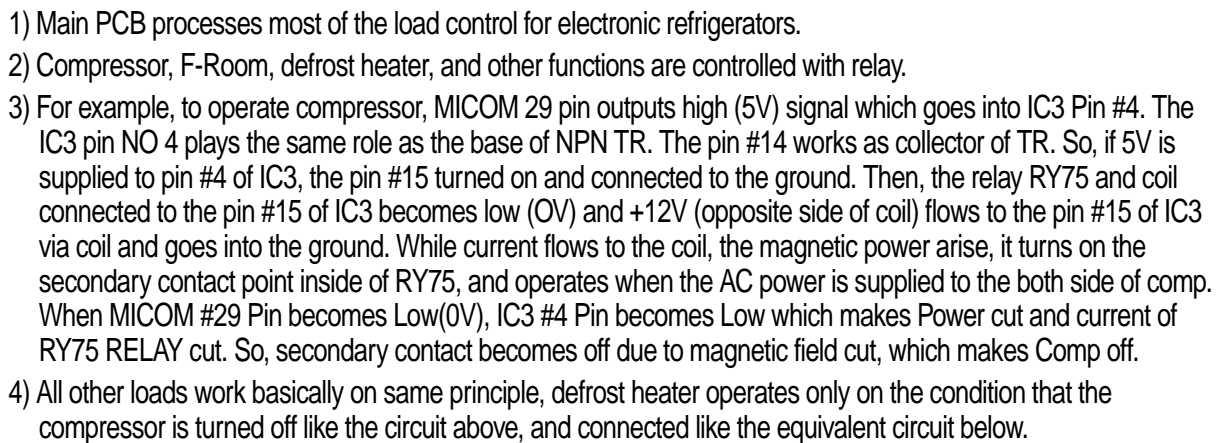 1) Main PCB processes most of the load control for electronic refrigerators.
2) Compressor, F-Room, defrost heater, and other functions are controlled with relay.
3) For example, to operate compressor, MICOM 29 pin outputs high (5V) signal which goes into IC3 Pin #4. The
IC3 pin NO 4 plays the same role as the base of NPN TR. The pin #14 works as collector of TR. So, if 5V is
supplied to pin #4 of IC3, the pin #15 turned on and connected to the ground. Then, the relay RY75 and coil
connected to the pin #15 of IC3 becomes low (OV) and +12V (opposite side of coil) flows to the pin #15 of IC3
via coil and goes into the ground. While current flows to the coil, the magnetic power arise, it turns on the
secondary contact point inside of RY75, and operates when the AC power is supplied to the both side of comp.
When MICOM #29 Pin becomes Low(0V), IC3 #4 Pin becomes Low which makes Power cut and current of
RY75 RELAY cut. So, secondary contact becomes off due to magnetic field cut, which makes Comp off.
4) All other loads work basically on same principle, defrost heater operates only on the condition that the
compressor is turned off like the circuit above, and connected like the equivalent circuit below.